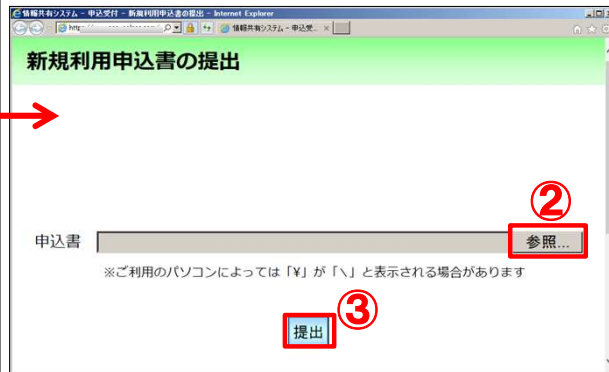 情報共有システム - 申込受付 - 新規利用申込書の提出 - Internet Explorer
情報共有システム - 申込受...
新規利用申込書の提出
②
申込書 参照...
※ご利用のパソコンによっては「¥」が「\」と表示される場合があります
③
提出